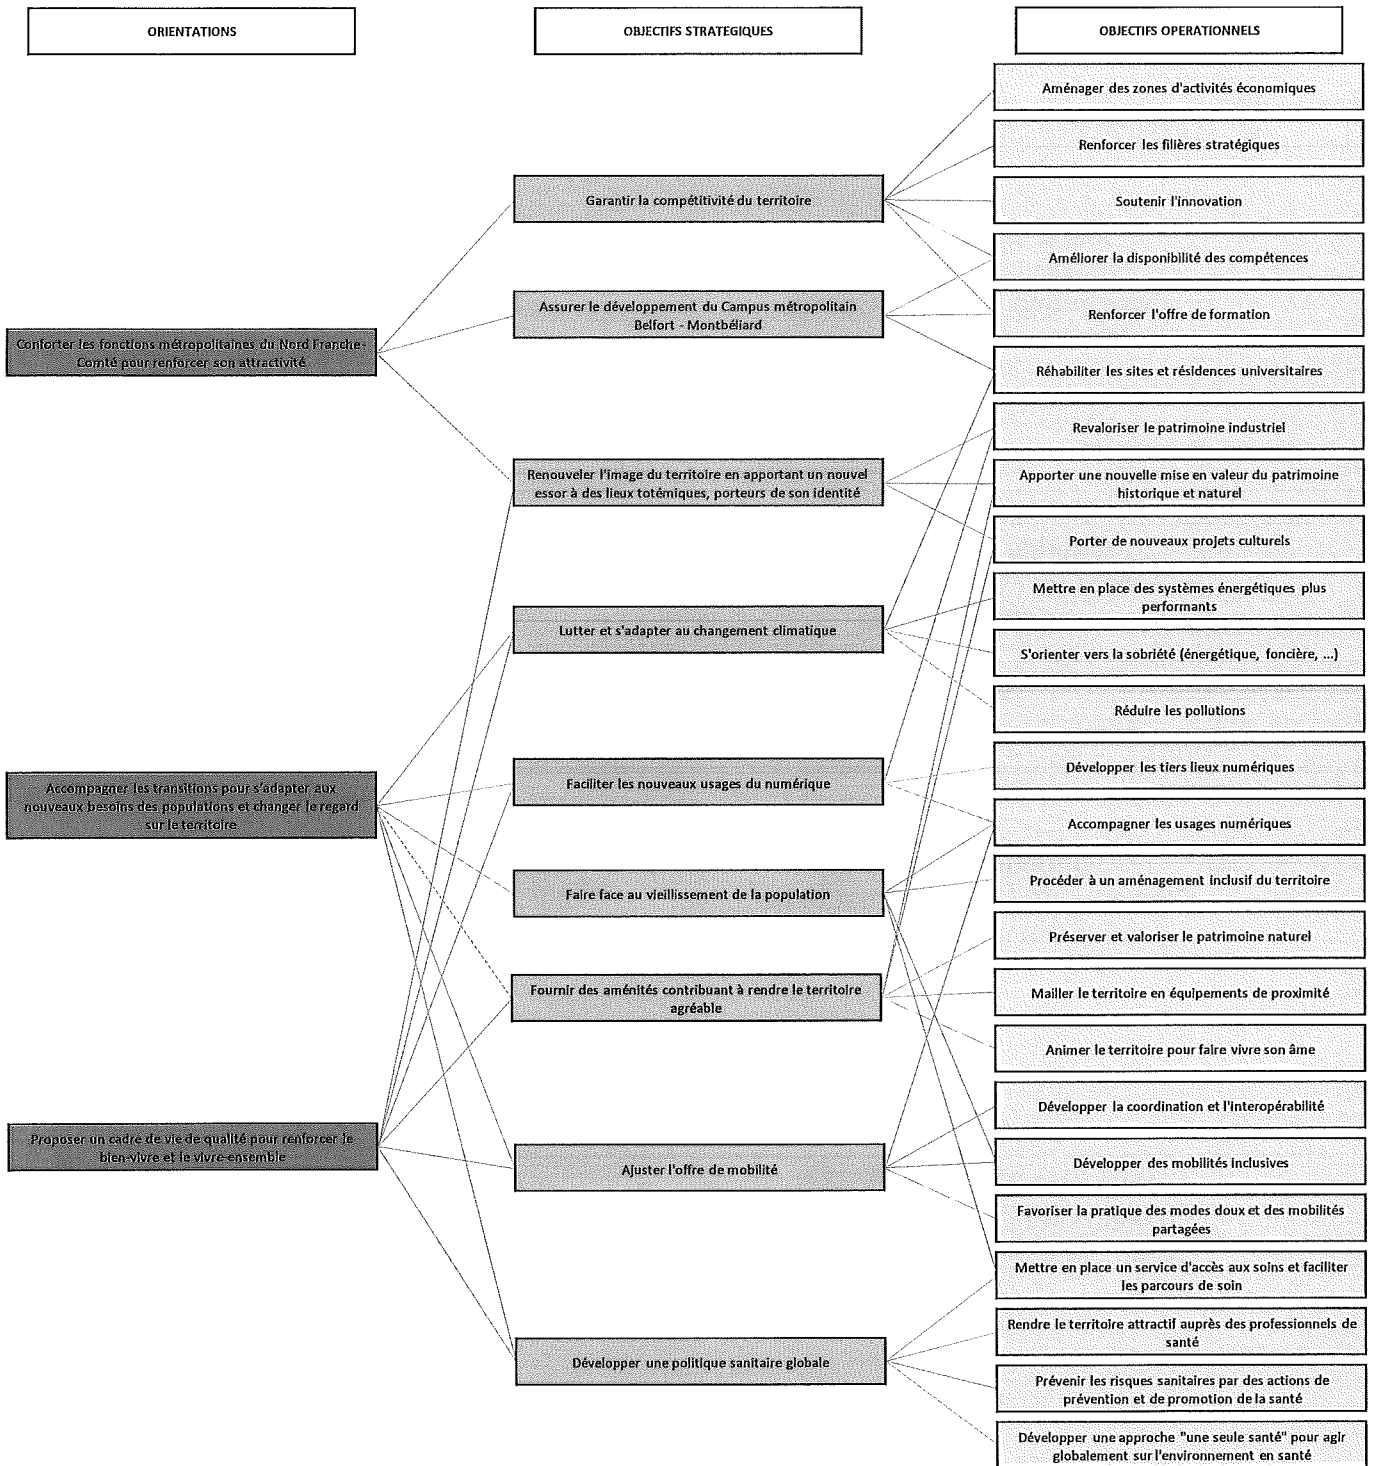 ORIENTATIONS
OBJECTIFS STRATEGIQUES
OBJECTIFS OPERATIONNELS
Conforter les fonctions métropolitaines du Nord Franche-
Comté pour renforcer son attractivité
Accompagner les transitions pour s'adapter aux
nouveaux besoins des populations et changer le regard
sur le territoire
Proposer un cadre de vie de qualité pour renforcer le
bien-vivre et le vivre-ensemble
Garantir la compétitivité du territoire
Assurer le développement du Campus métropolitain
Belfort - Montbéliard
Renouveler l'image du territoire en apportant un nouvel
essor à des lieux totémiques, porteurs de son identité
Lutter et s'adapter au changement climatique
Faciliter les nouveaux usages du numérique
Faire face au vieillissement de la population
Fournir des aménités contribuant à rendre le territoire
agréable
Ajuster l'offre de mobilité
Développer une politique sanitaire globale
Aménager des zones d'activités économiques
Renforcer les filières stratégiques
Soutenir l'innovation
Améliorer la disponibilité des compétences
Renforcer l'offre de formation
Réhabiliter les sites et résidences universitaires
Revaloriser le patrimoine industriel
Apporter une nouvelle mise en valeur du patrimoine
historique et naturel
Porter de nouveaux projets culturels
Mettre en place des systèmes énergétiques plus
performants
S'orienter vers la sobriété (énergétique, foncière, ...)
Réduire les pollutions
Développer les tiers lieux numériques
Accompagner les usages numériques
Procéder à un aménagement inclusif du territoire
Préserver et valoriser le patrimoine naturel
Mailler le territoire en équipements de proximité
Animer le territoire pour faire vivre son âme
Développer la coordination et l'interopérabilité
Développer des mobilités inclusives
Favoriser la pratique des modes doux et des mobilités
partagées
Mettre en place un service d'accès aux soins et faciliter
les parcours de soin
Rendre le territoire attractif auprès des professionnels de
santé
Prévenir les risques sanitaires par des actions de
prévention et de promotion de la santé
Développer une approche "une seule santé" pour agir
globalement sur l'environnement en santé